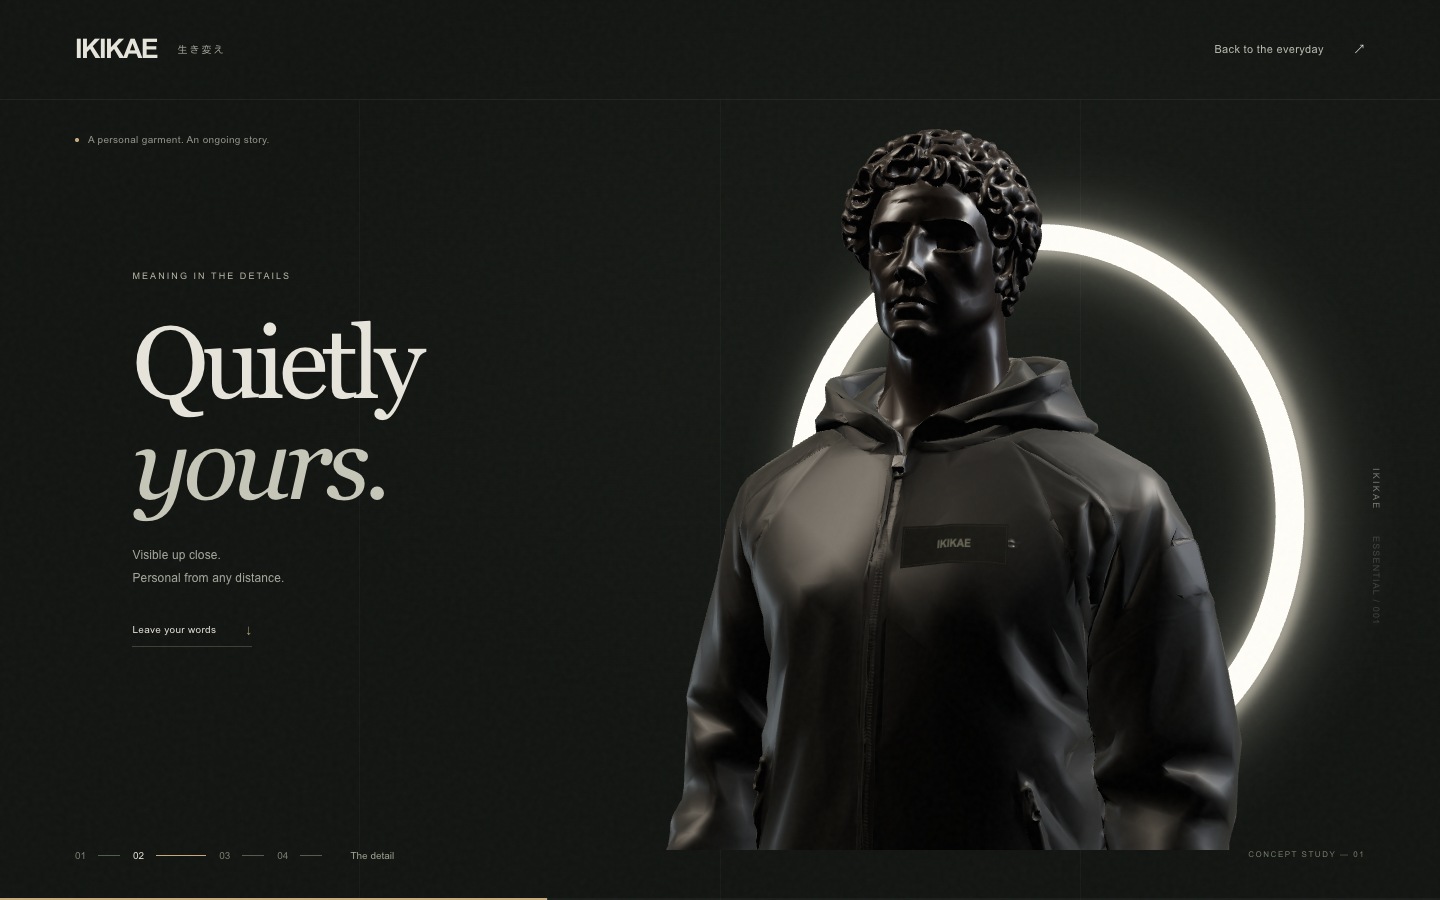 IKIKAE 生き変え
Back to the everyday ↗
A personal garment. An ongoing story.
MEANING IN THE DETAILS
Quietly
yours.
Visible up close.
Personal from any distance.
Leave your words ↓
IKIKAE
IKIKAE ESSENTIAL / 001
01 02 03 04 The detail
CONCEPT STUDY — 01